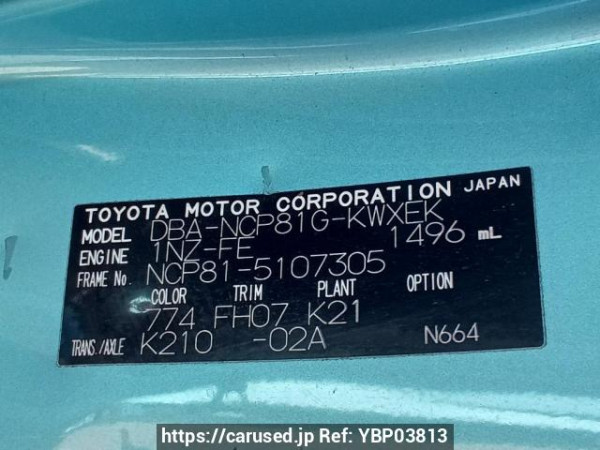 TOYOTA MOTOR CORPORATION JAPAN
MODEL DBA-NCP81G-KWXEK
ENGINE 1NZ-FE 1496 mL
FRAME No. NCP81-5107305
COLOR TRIM PLANT OPTION
774 FH07 K21
TRANS./AXLE K210 -02A N664
https://carused.jp Ref: YBP03813